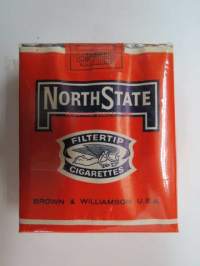 NORTH STATE
FILTERTIP
CIGARETTES
BROWN & WILLIAMSON U.S.A.